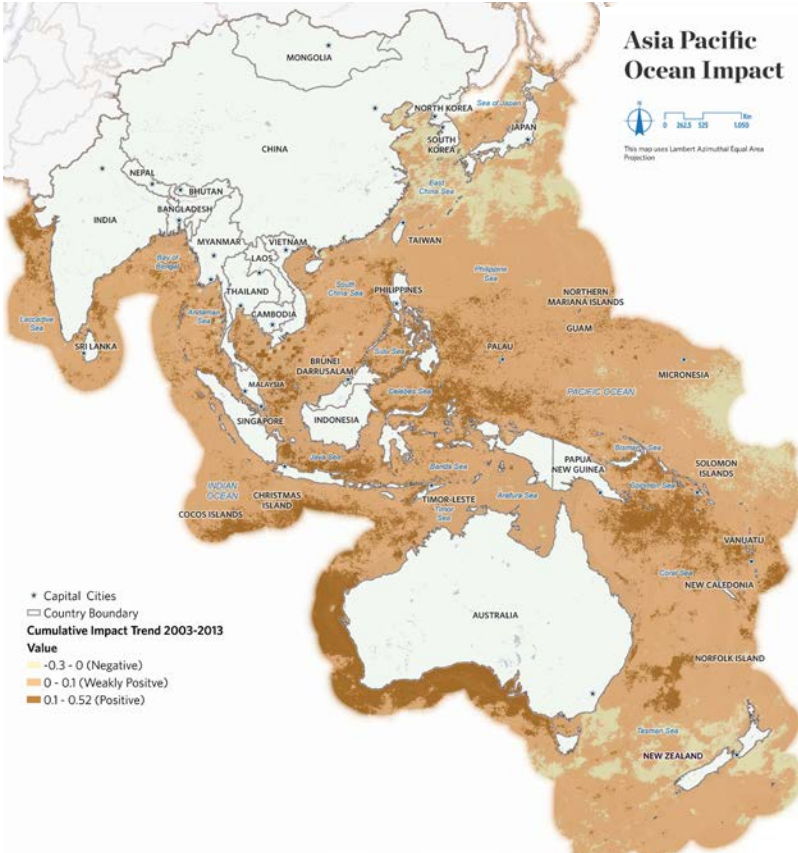 Asia Pacific
Ocean Impact
N
0 262.5 525 1,050
Km
This map uses Lambert Azimuthal Equal Area
Projection
MONGOLIA
NORTH KOREA
Sea of Japan
JAPAN
SOUTH
KOREA
CHINA
East
China Sea
NEPAL
BHUTAN
BANGLADESH
INDIA
MYANMAR
VIETNAM
LAOS
TAIWAN
Bay of
Bengal
THAILAND
South
China Sea
PHILIPPINES
Philippine
Sea
NORTHERN
MARIANA ISLANDS
Andaman
Sea
CAMBODIA
GUAM
Laccadive
Sea
SRI LANKA
BRUNEI
DARRUSALAM
Sulu Sea
PALAU
MICRONESIA
MALAYSIA
Celebes Sea
PACIFIC OCEAN
SINGAPORE
INDONESIA
Java Sea
Banda Sea
PAPUA
NEW GUINEA
Bismark Sea
SOLOMON
ISLANDS
INDIAN
OCEAN
CHRISTMAS
ISLAND
COCOS ISLANDS
TIMOR-LESTE
Timor
Sea
Arafura Sea
Solomon Sea
VANUATU
Coral Sea
NEW CALEDONIA
AUSTRALIA
NORFOLK ISLAND
Tasman Sea
NEW ZEALAND
Capital Cities
Country Boundary
Cumulative Impact Trend 2003-2013
Value
-0.3 - 0 (Negative)
0 - 0.1 (Weakly Positve)
0.1 - 0.52 (Positive)